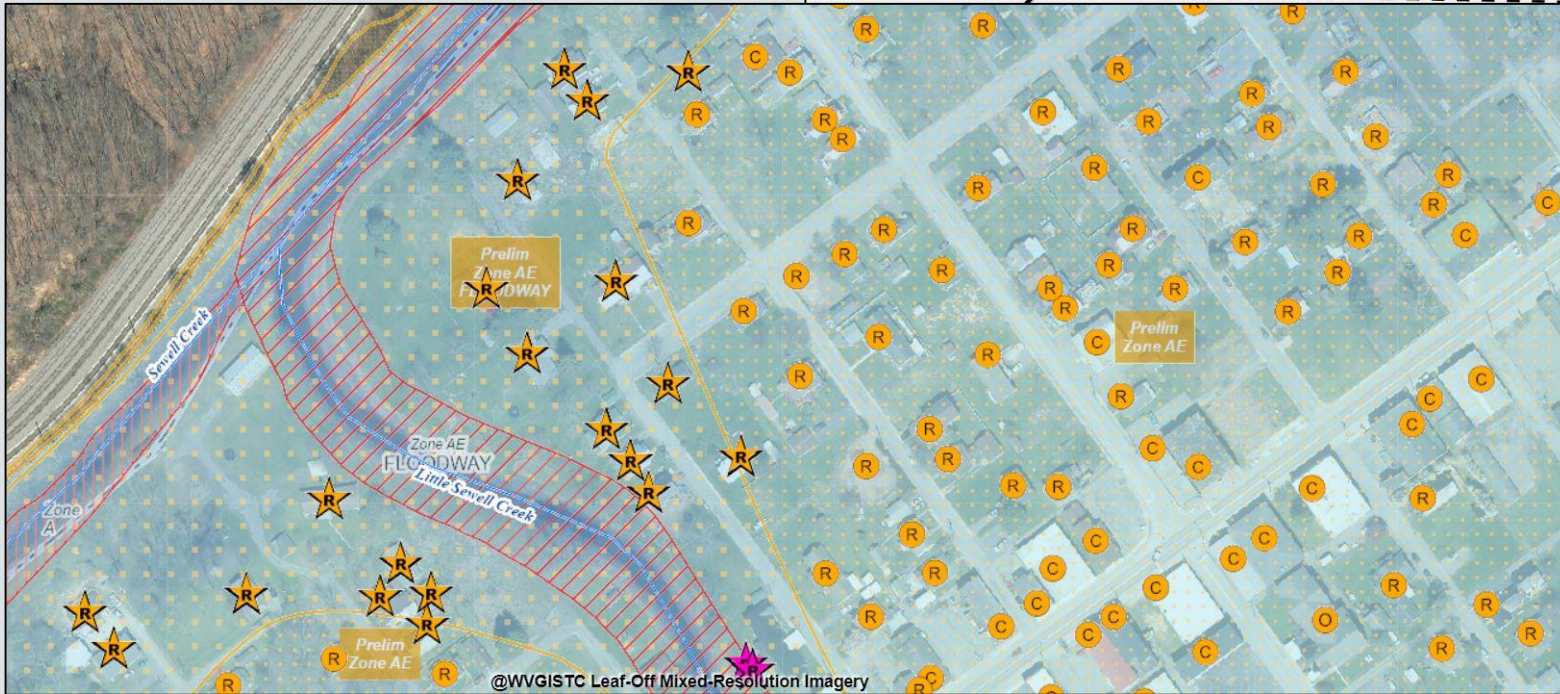 Prelim
Zone AE
FLOODWAY
Sewell Creek
Prelim
Zone AE
Zone AE
FLOODWAY
Little Sewell Creek
Zone
A
Prelim
Zone AE
@WVGISTC Leaf-Off Mixed-Resolution Imagery